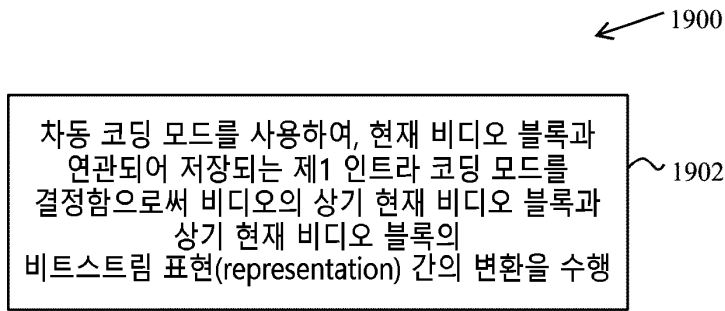 1900
차동 코딩 모드를 사용하여, 현재 비디오 블록과
연관되어 저장되는 제1 인트라 코딩 모드를
결정함으로써 비디오의 상기 현재 비디오 블록과
상기 현재 비디오 블록의
비트스트림 표현(representation) 간의 변환을 수행
1902